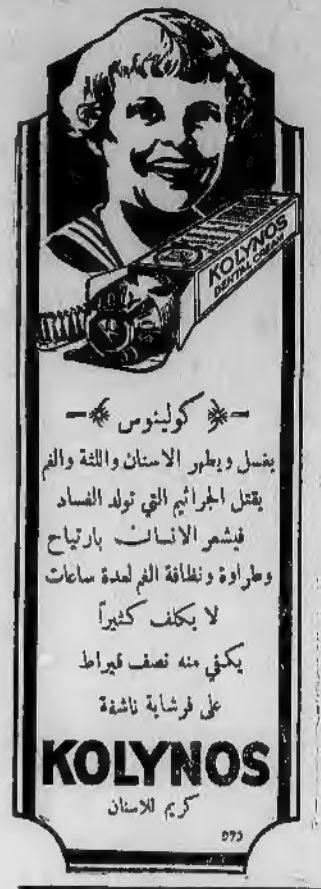 KOLYNOS
DENTAL CREAM
كولينوس
يغسل ويطهر الاسنان واللثة والفم
يقتل الجراثيم التي تولد الفساد
فيشعر الانسان بارتياح
وطراوة ونظافة الفم لعدة ساعات
لا يكلف كثيراً
يكفي منه نصف قيراط
على فرشاية ناشفة
KOLYNOS
كريم للاسنان